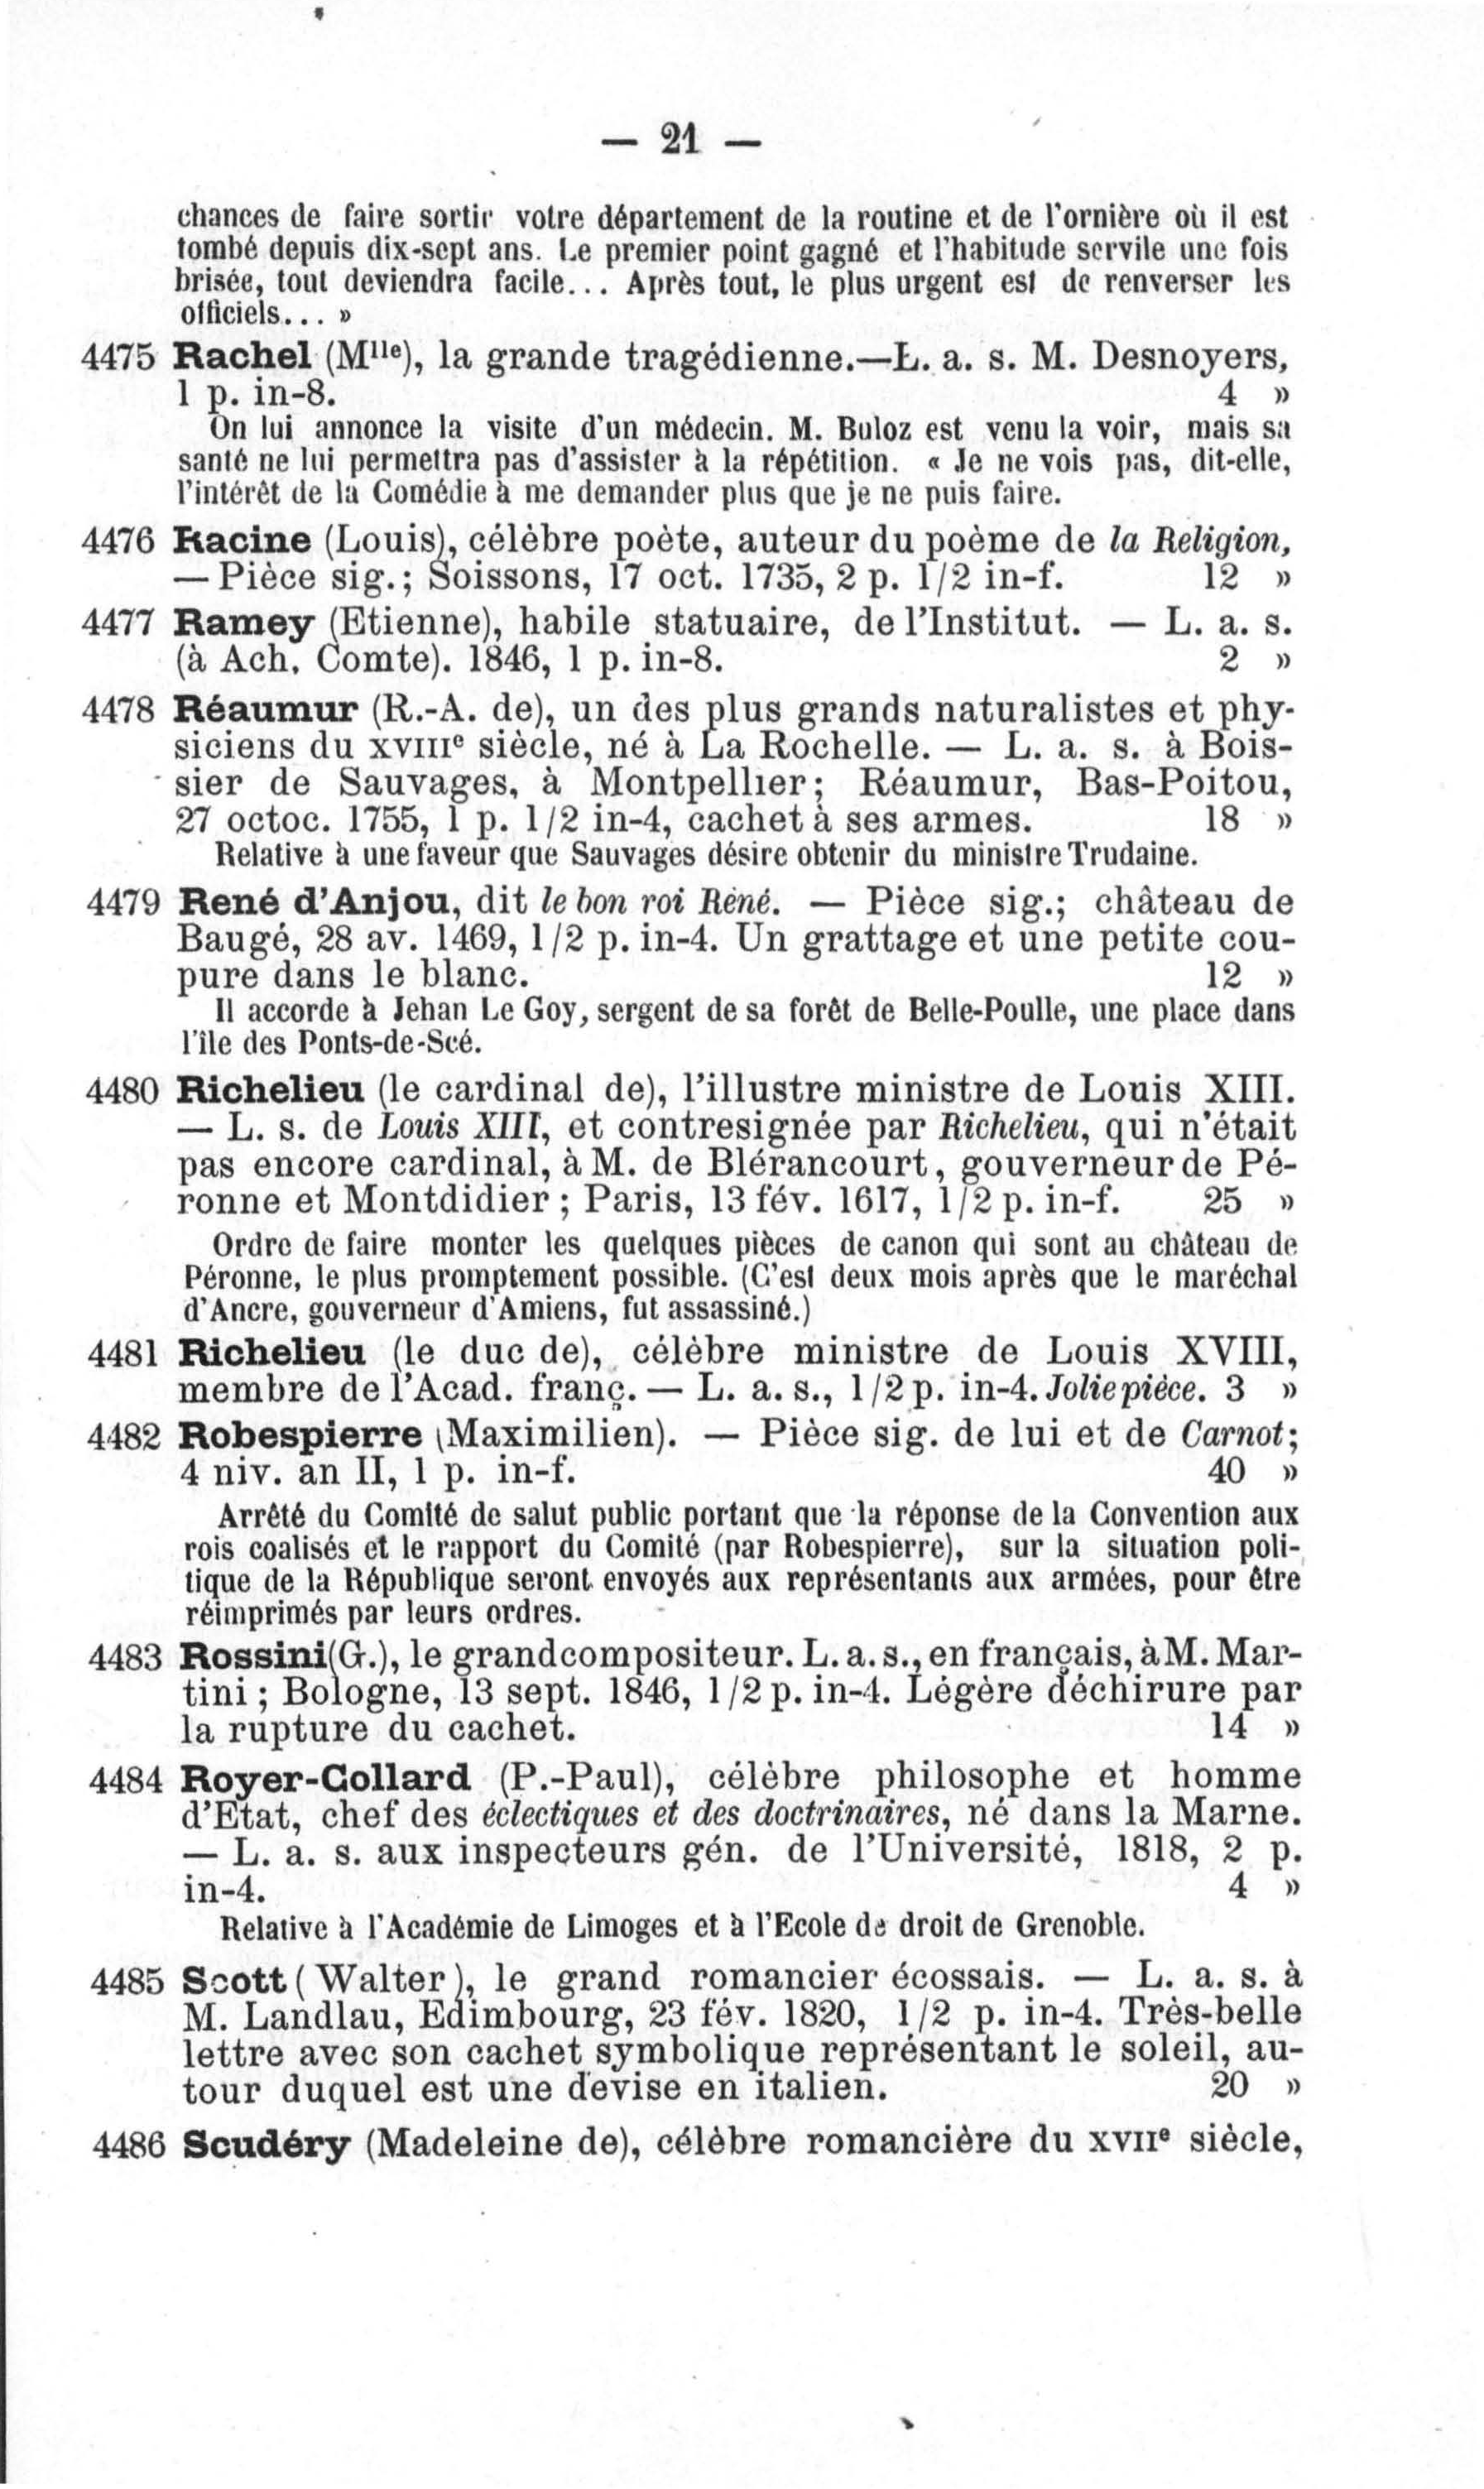 — 21 —
chances de faire sortir votre département de la routine et de l'ornière où il est
tombé depuis dix-sept ans. Le premier point gagné et l'habitude servile une fois
brisée, tout deviendra facile... Après tout, le plus urgent est de renverser les
officiels... »
4475 Rachel (Mlle), la grande tragédienne.—L. a. s. M. Desnoyers,
1 p. in-8. 4 »
On lui annonce la visite d'un médecin. M. Buloz est venu la voir, mais sa
santé ne lui permettra pas d'assister à la répétition. « Je ne vois pas, dit-elle,
l'intérêt de la Comédie à me demander plus que je ne puis faire.
4476 Racine (Louis), célèbre poète, auteur du poème de la Religion,
— Pièce sig.; Soissons, 17 oct. 1735, 2 p. 1/2 in-f. 12 »
4477 Ramey (Etienne), habile statuaire, de l'Institut. — L. a. s.
(à Ach. Comte). 1846, 1 p. in-8. 2 »
4478 Réaumur (R.-A. de), un des plus grands naturalistes et phy-
siciens du XVIIIe siècle, né à La Rochelle. — L. a. s. à Bois-
sier de Sauvages, à Montpellier; Réaumur, Bas-Poitou,
27 octoc. 1755, 1 p. 1/2 in-4, cachet à ses armes. 18 »
Relative à une faveur que Sauvages désire obtenir du ministre Trudaine.
4479 René d'Anjou, dit le bon roi Réné. — Pièce sig.; château de
Baugé, 28 av. 1469, 1/2 p. in-4. Un grattage et une petite cou-
pure dans le blanc. 12 »
Il accorde à Jehan Le Goy, sergent de sa forêt de Belle-Poulle, une place dans
l'île des Ponts-de-Scé.
4480 Richelieu (le cardinal de), l'illustre ministre de Louis XIII.
— L. s. de Louis XIII, et contresignée par Richelieu, qui n'était
pas encore cardinal, à M. de Blérancourt, gouverneur de Pé-
ronne et Montdidier ; Paris, 13 fév. 1617, 1/2 p. in-f. 25 »
Ordre de faire monter les quelques pièces de canon qui sont au château de
Péronne, le plus promptement possible. (C'est deux mois après que le maréchal
d'Ancre, gouverneur d'Amiens, fut assassiné.)
4481 Richelieu (le duc de), célèbre ministre de Louis XVIII,
membre de l'Acad. franç. — L. a. s., 1/2 p. in-4. Jolie pièce. 3 »
4482 Robespierre (Maximilien). — Pièce sig. de lui et de Carnot;
4 niv. an II, 1 p. in-f. 40 »
Arrêté du Comité de salut public portant que la réponse de la Convention aux
rois coalisés et le rapport du Comité (par Robespierre), sur la situation poli-
tique de la République seront envoyés aux représentants aux armées, pour être
réimprimés par leurs ordres.
4483 Rossini (G.), le grand compositeur. L. a. s., en français, à M. Mar-
tini ; Bologne, 13 sept. 1846, 1/2 p. in-4. Légère déchirure par
la rupture du cachet. 14 »
4484 Royer-Collard (P.-Paul), célèbre philosophe et homme
d'Etat, chef des éclectiques et des doctrinaires, né dans la Marne.
— L. a. s. aux inspecteurs gén. de l'Université, 1818, 2 p.
in-4. 4 »
Relative à l'Académie de Limoges et à l'Ecole de droit de Grenoble.
4485 Scott (Walter), le grand romancier écossais. — L. a. s. à
M. Landlau, Edimbourg, 23 fév. 1820, 1/2 p. in-4. Très-belle
lettre avec son cachet symbolique représentant le soleil, au-
tour duquel est une devise en italien. 20 »
4486 Scudéry (Madeleine de), célèbre romancière du XVIIe siècle,